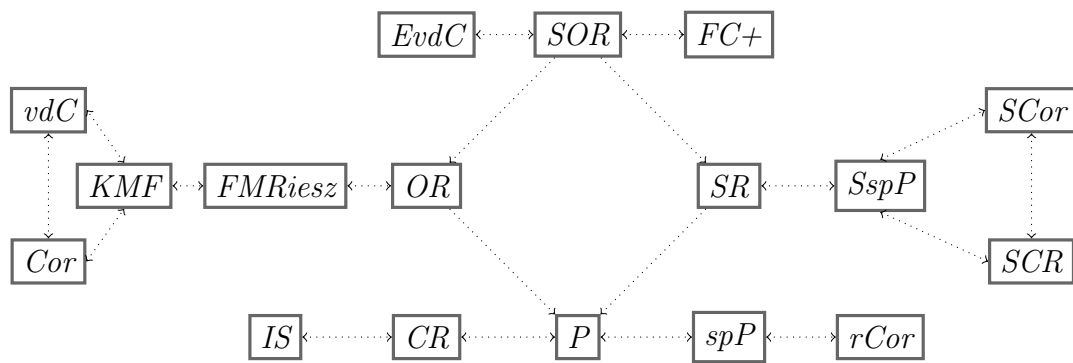 EvdC SOR FC+
vdC SCor
KMF FMRiesz OR SR SspP
Cor SCR
IS CR P spP rCor